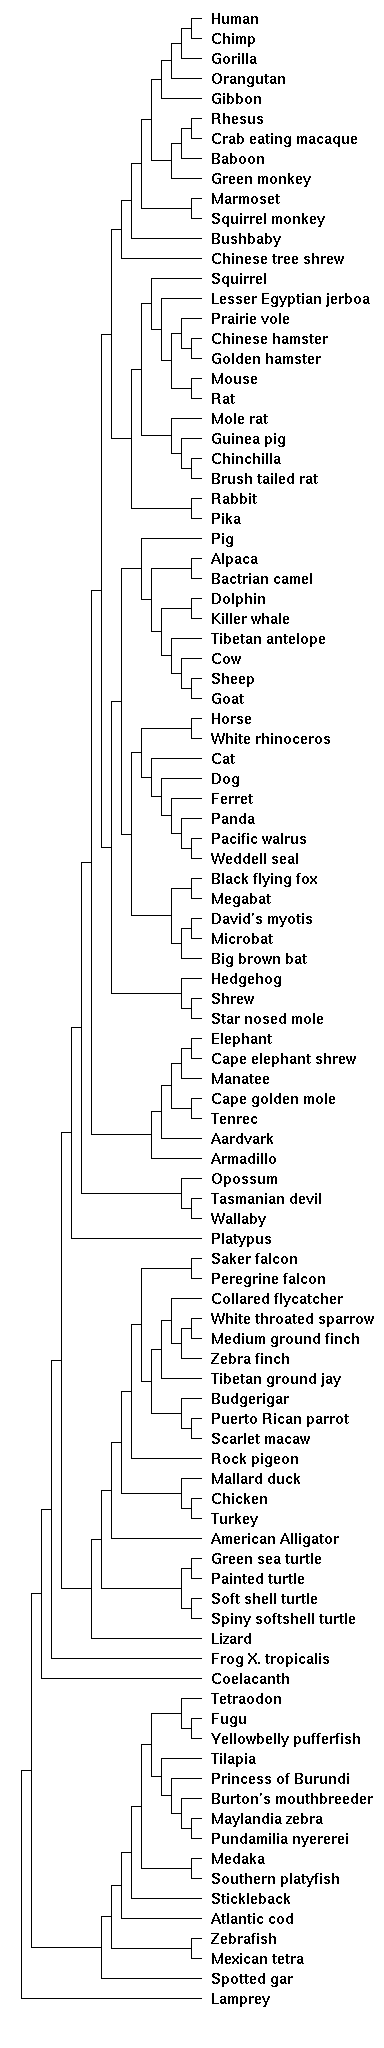 Human
Chimp
Gorilla
Orangutan
Gibbon
Rhesus
Crab eating macaque
Baboon
Green monkey
Marmoset
Squirrel monkey
Bushbaby
Chinese tree shrew
Squirrel
Lesser Egyptian jerboa
Prairie vole
Chinese hamster
Golden hamster
Mouse
Rat
Mole rat
Guinea pig
Chinchilla
Brush tailed rat
Rabbit
Pika
Pig
Alpaca
Bactrian camel
Dolphin
Killer whale
Tibetan antelope
Cow
Sheep
Goat
Horse
White rhinoceros
Cat
Dog
Ferret
Panda
Pacific walrus
Weddell seal
Black flying fox
Megabat
David's myotis
Microbat
Big brown bat
Hedgehog
Shrew
Star nosed mole
Elephant
Cape elephant shrew
Manatee
Cape golden mole
Tenrec
Aardvark
Armadillo
Opossum
Tasmanian devil
Wallaby
Platypus
Saker falcon
Peregrine falcon
Collared flycatcher
White throated sparrow
Medium ground finch
Zebra finch
Tibetan ground jay
Budgerigar
Puerto Rican parrot
Scarlet macaw
Rock pigeon
Mallard duck
Chicken
Turkey
American Alligator
Green sea turtle
Painted turtle
Soft shell turtle
Spiny softshell turtle
Lizard
Frog X. tropicalis
Coelacanth
Tetraodon
Fugu
Yellowbelly pufferfish
Tilapia
Princess of Burundi
Burton's mouthbreeder
Maylandia zebra
Pundamilia nyererei
Medaka
Southern platyfish
Stickleback
Atlantic cod
Zebrafish
Mexican tetra
Spotted gar
Lamprey